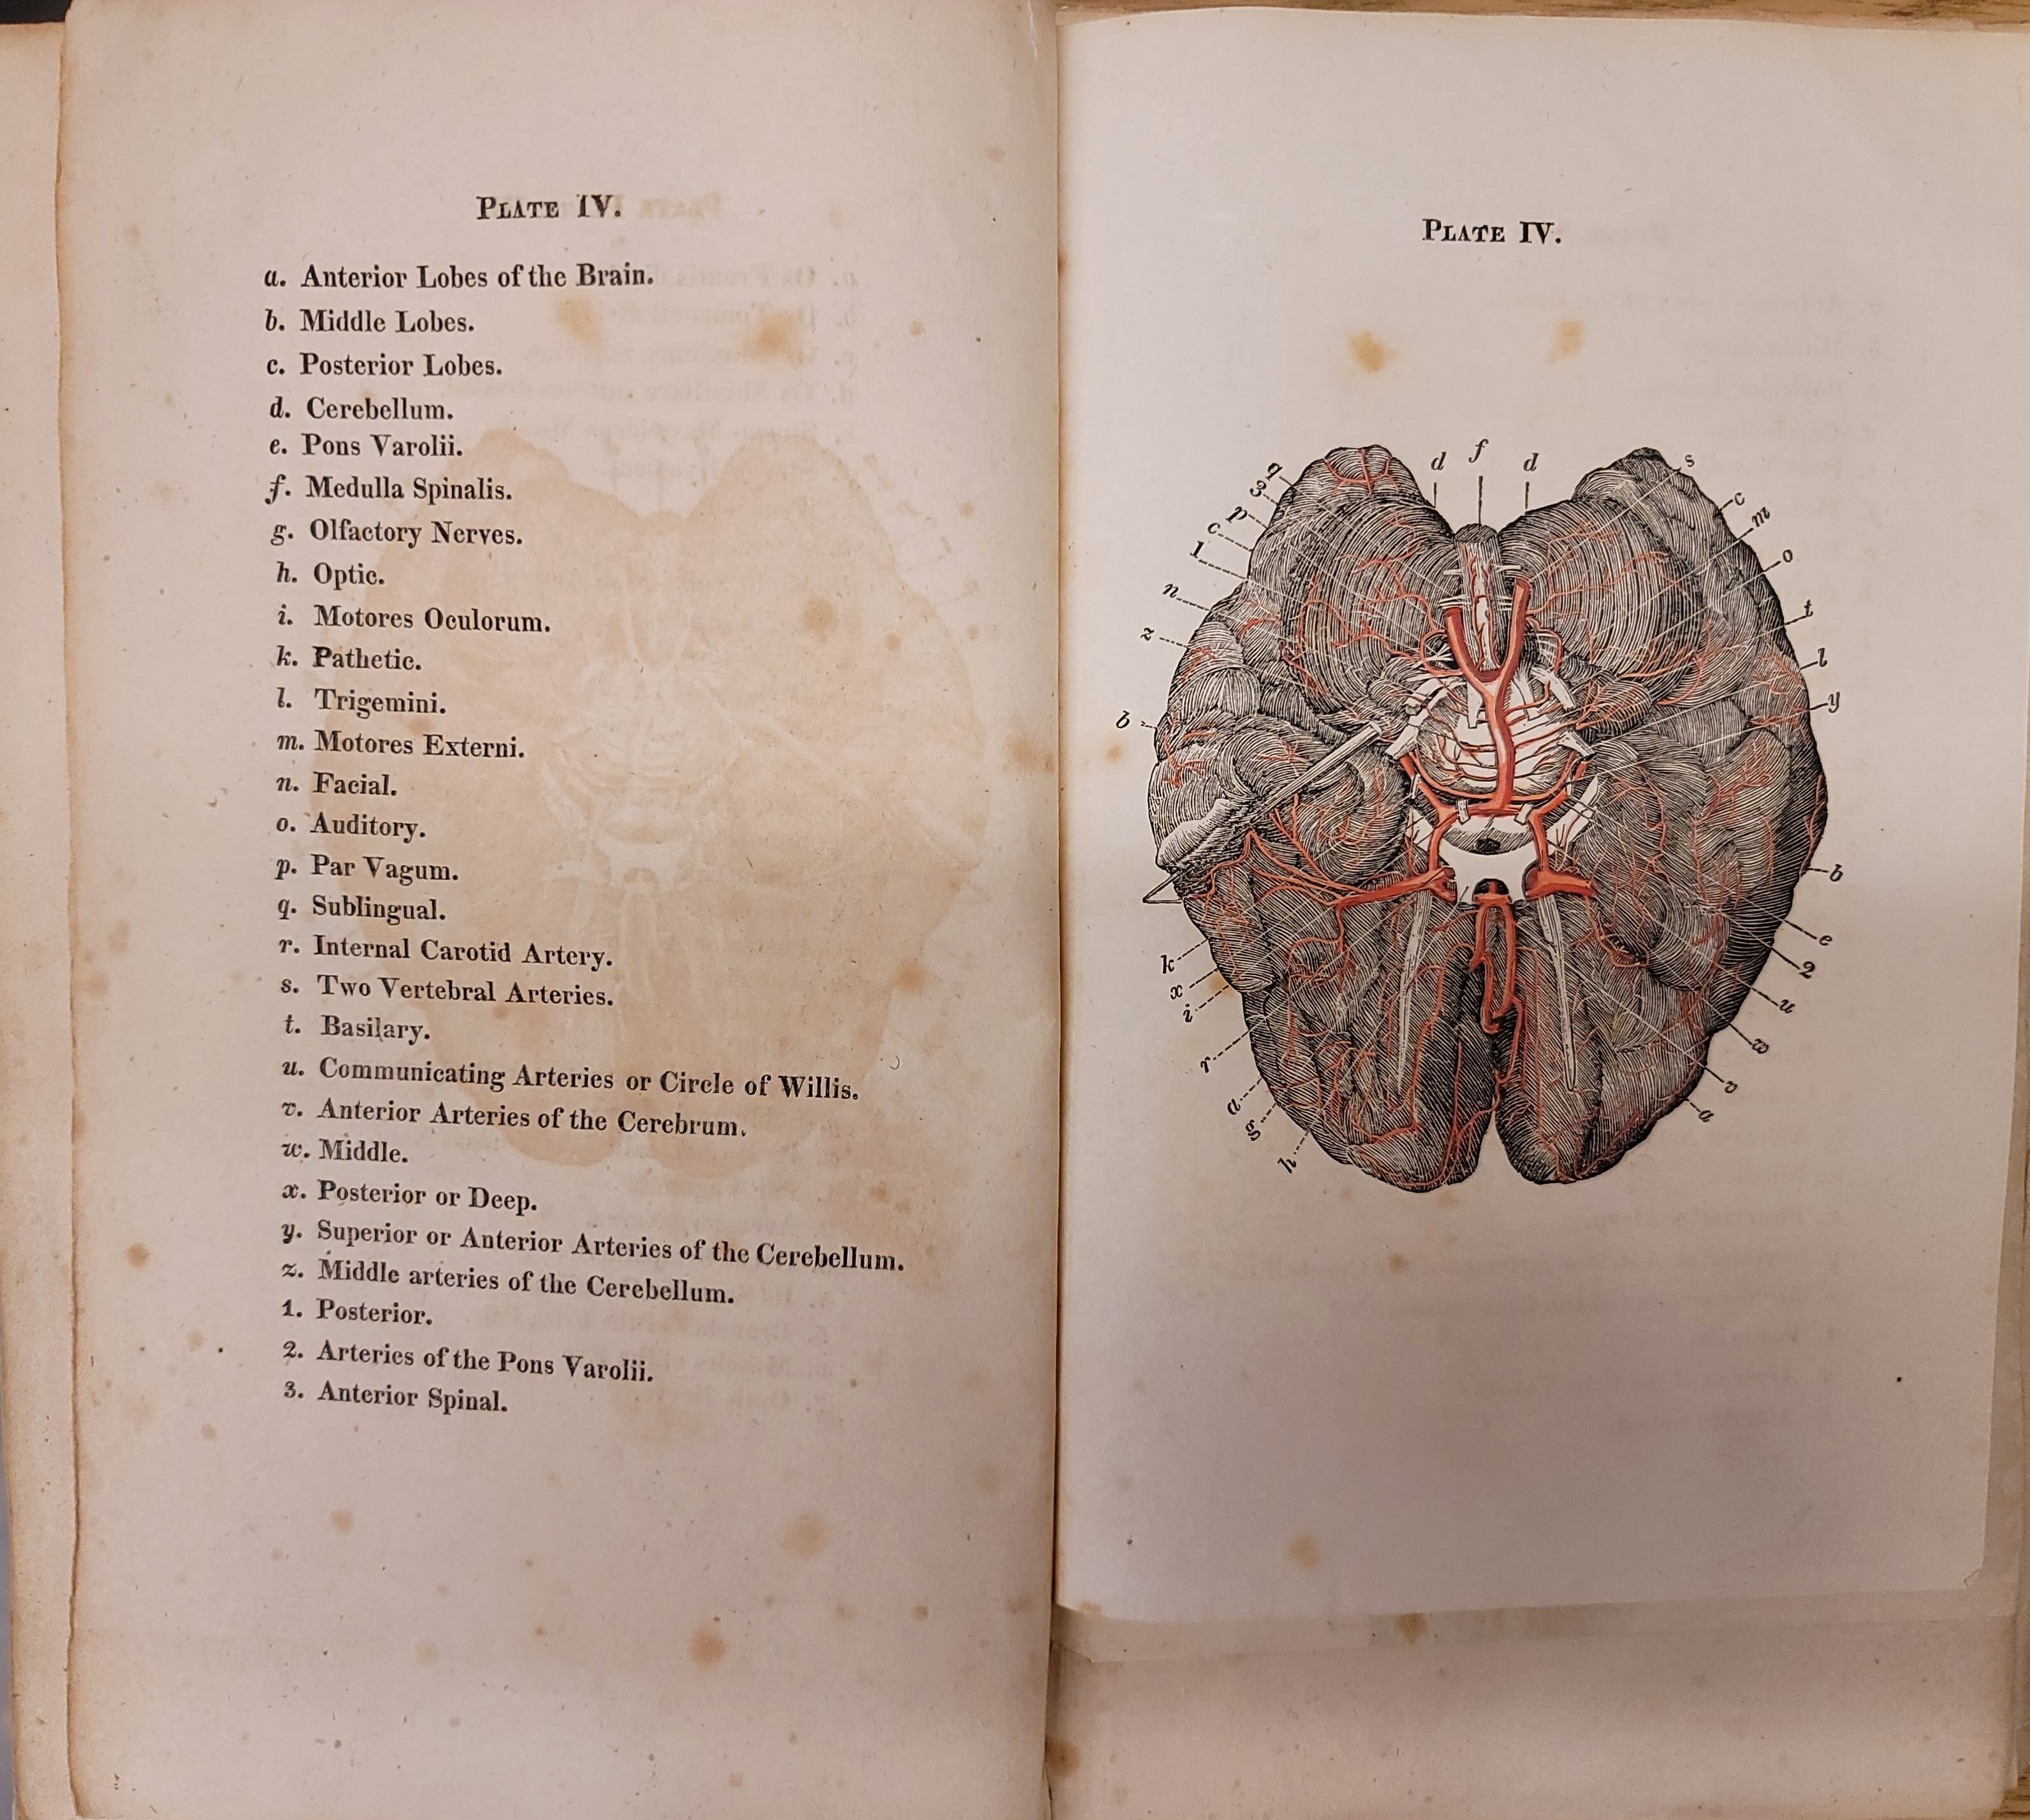 PLATE IV.
a. Anterior Lobes of the Brain.
b. Middle Lobes.
c. Posterior Lobes.
d. Cerebellum.
e. Pons Varolii.
f. Medulla Spinalis.
g. Olfactory Nerves.
h. Optic.
i. Motores Oculorum.
k. Pathetic.
l. Trigemini.
m. Motores Externi.
n. Facial.
o. Auditory.
p. Par Vagum.
q. Sublingual.
r. Internal Carotid Artery.
s. Two Vertebral Arteries.
t. Basilary.
u. Communicating Arteries or Circle of Willis.
v. Anterior Arteries of the Cerebrum.
w. Middle.
x. Posterior or Deep.
y. Superior or Anterior Arteries of the Cerebellum.
z. Middle arteries of the Cerebellum.
1. Posterior.
2. Arteries of the Pons Varolii.
3. Anterior Spinal.
PLATE IV.
d f d
q
3
p
c
1
n
z
b
k
x
i
r
a
g
h
s
c
m
o
t
l
y
b
e
2
u
w
v
a